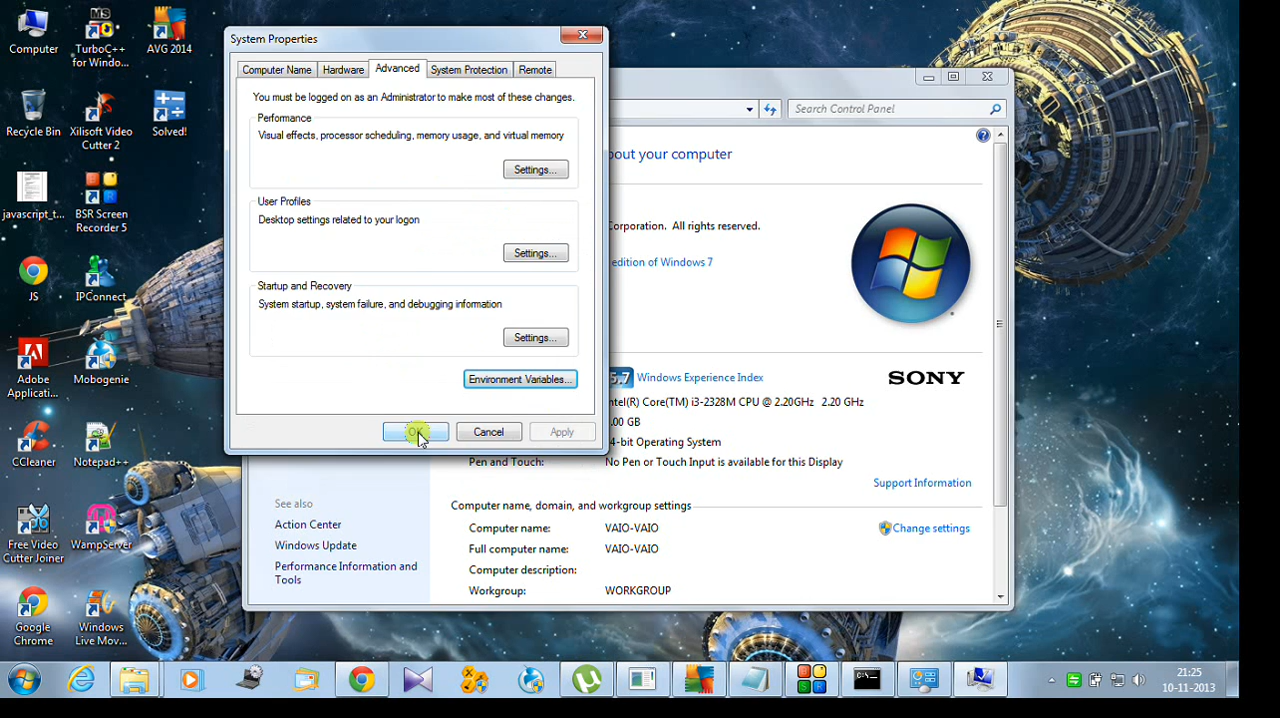 Computer
MS
TurboC++
for Windo...
AVG 2014
Recycle Bin
Xilisoft Video
Cutter 2
Solved!
javascript_t...
BSR Screen
Recorder 5
JS
IPConnect
Adobe
Applicati...
Mobogenie
CCleaner
Notepad++
Free Video
Cutter Joiner
WampServer
Google
Chrome
Windows
Live Mov...
System Properties
Computer Name
Hardware
Advanced
System Protection
Remote
You must be logged on as an Administrator to make most of these changes.
Performance
Visual effects, processor scheduling, memory usage, and virtual memory
Settings...
User Profiles
Desktop settings related to your logon
Settings...
Startup and Recovery
System startup, system failure, and debugging information
Settings...
Environment Variables...
OK
Cancel
Apply
Search Control Panel
bout your computer
Corporation. All rights reserved.
edition of Windows 7
5.7 Windows Experience Index
SONY
ntel(R) Core(TM) i3-2328M CPU @ 2.20GHz 2.20 GHz
.00 GB
4-bit Operating System
Pen and Touch: No Pen or Touch Input is available for this Display
Support Information
Computer name, domain, and workgroup settings
Computer name: VAIO-VAIO
Change settings
Full computer name: VAIO-VAIO
Computer description:
Workgroup: WORKGROUP
See also
Action Center
Windows Update
Performance Information and
Tools
C:\
21:25
10-11-2013